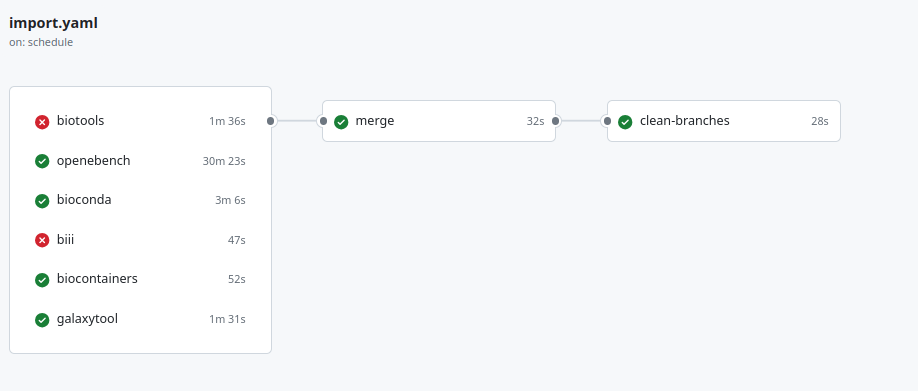 import.yaml
on: schedule
biotools 1m 36s
openebench 30m 23s
bioconda 3m 6s
biii 47s
biocontainers 52s
galaxytool 1m 31s
merge 32s
clean-branches 28s